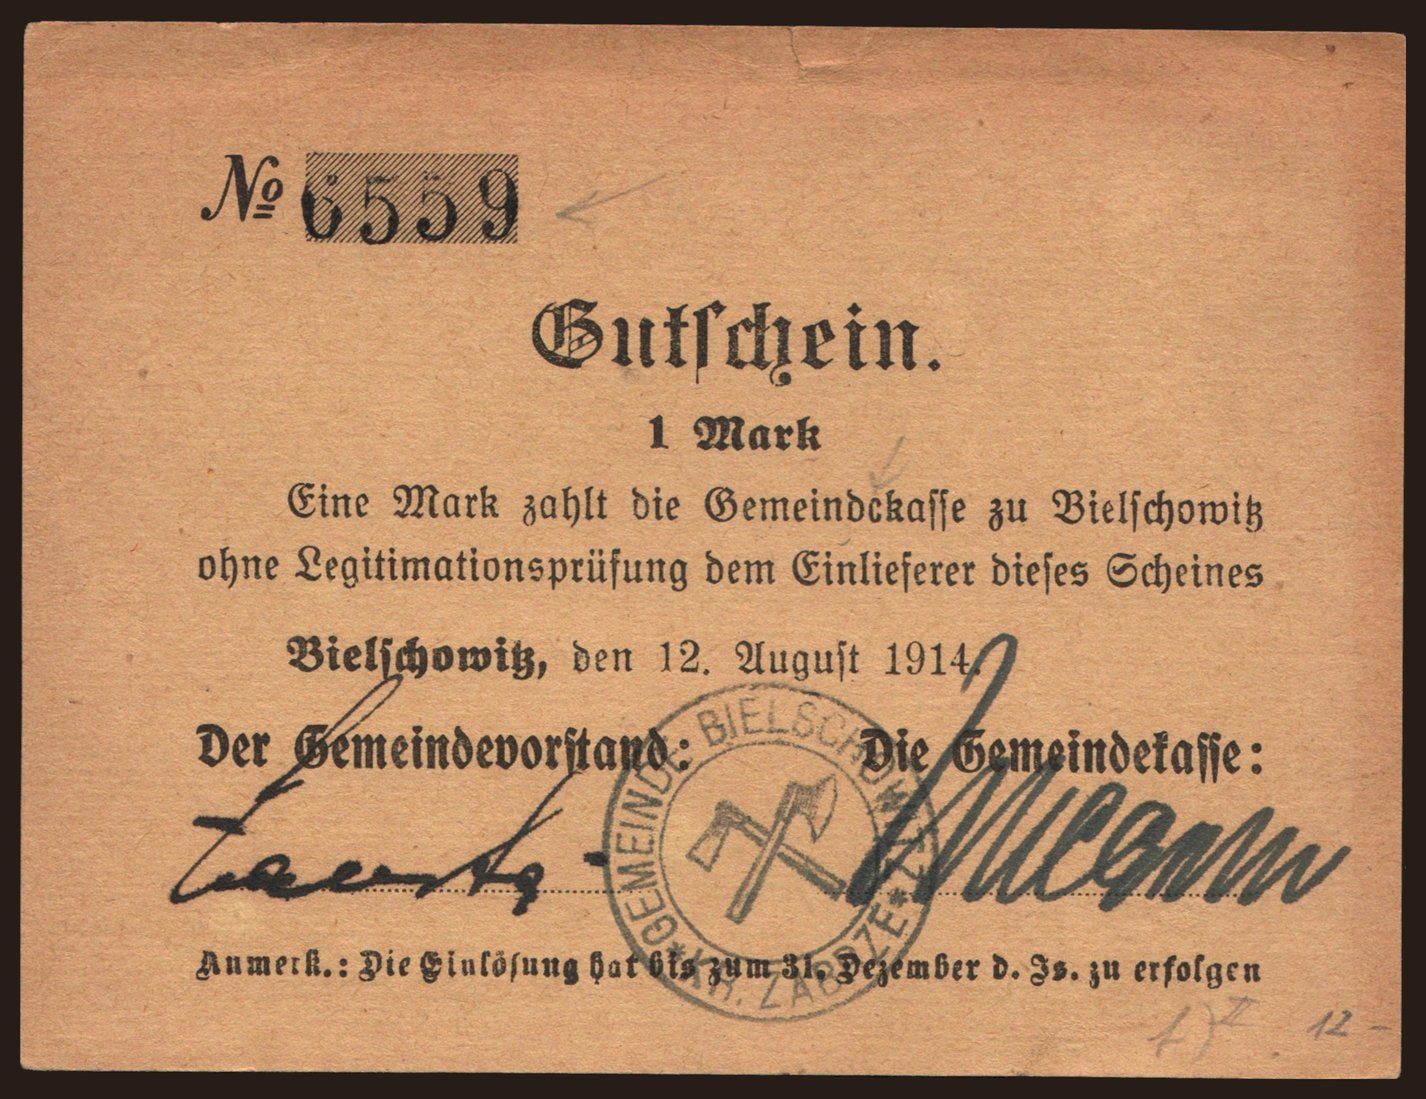 No 6559
Gutschein.
1 Mark
Eine Mark zahlt die Gemeindckasse zu Bielschowitz
ohne Legitimationsprüfung dem Einlieferer dieses Scheines
Bielschowitz, den 12. August 1914.
Der Gemeindevorstand: Die Gemeindekasse:
*GEMEINDE BIELSCHOWITZ* KR. ZABRZE
Anmerk.: Die Einlösung hat bis zum 31. Dezember d. Js. zu erfolgen
12 -